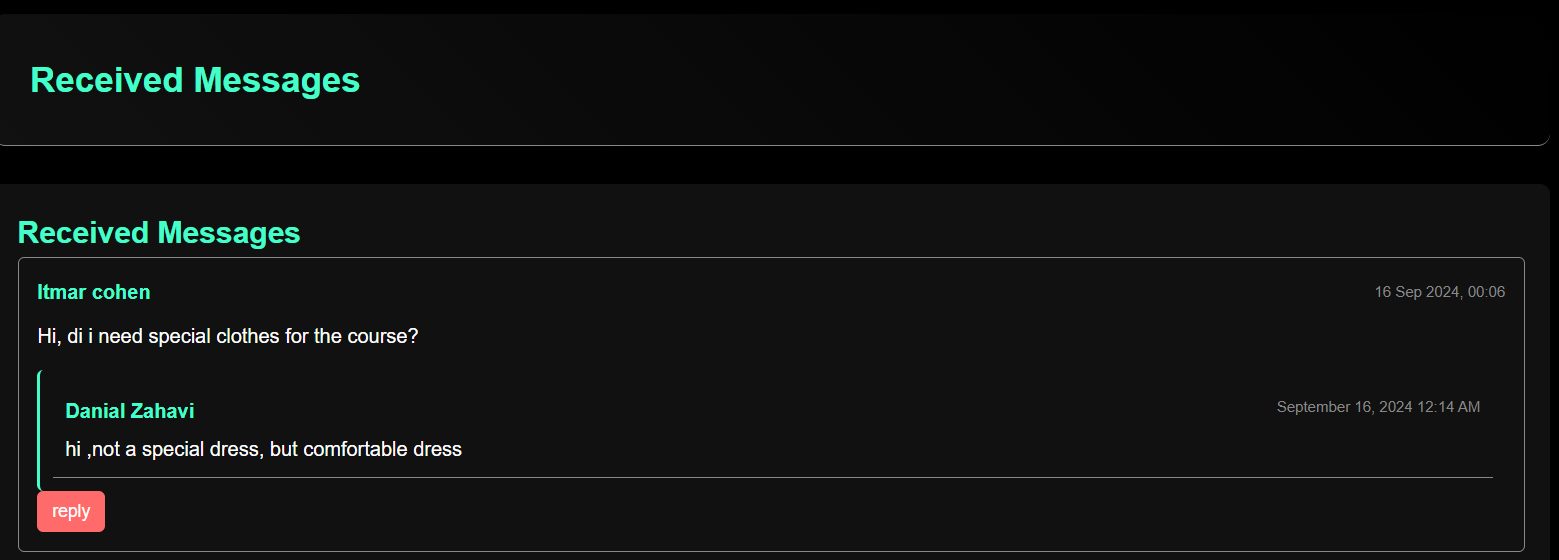 Received Messages
Received Messages
Itmar cohen
16 Sep 2024, 00:06
Hi, di i need special clothes for the course?
Danial Zahavi
September 16, 2024 12:14 AM
hi ,not a special dress, but comfortable dress
reply